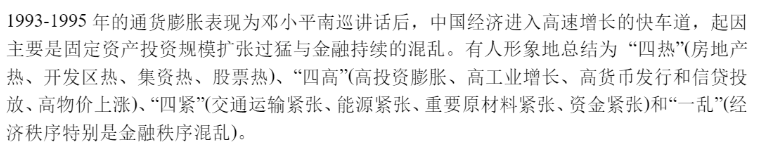 1993-1995 年的通货膨胀表现为邓小平南巡讲话后，中国经济进入高速增长的快车道，起因
主要是固定资产投资规模扩张过猛与金融持续的混乱。有人形象地总结为 “四热”(房地产
热、开发区热、集资热、股票热)、“四高”(高投资膨胀、高工业增长、高货币发行和信贷投
放、高物价上涨)、“四紧”(交通运输紧张、能源紧张、重要原材料紧张、资金紧张)和“一乱”(经
济秩序特别是金融秩序混乱)。